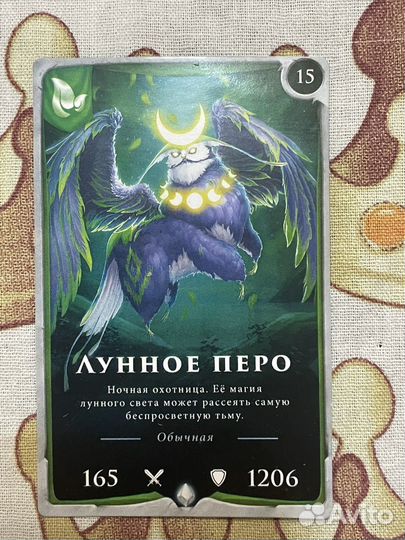 15
ЛУННОЕ ПЕРО
Ночная охотница. Её магия
лунного света может рассеять самую
беспросветную тьму.
Обычная
165 1206
Avito